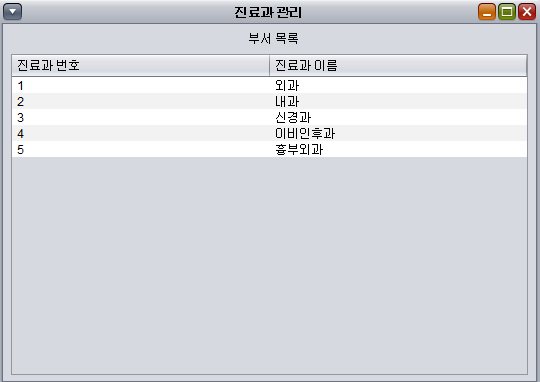 진료과 관리
부서 목록
진료과 번호 진료과 이름
1 외과
2 내과
3 신경과
4 이비인후과
5 흉부외과